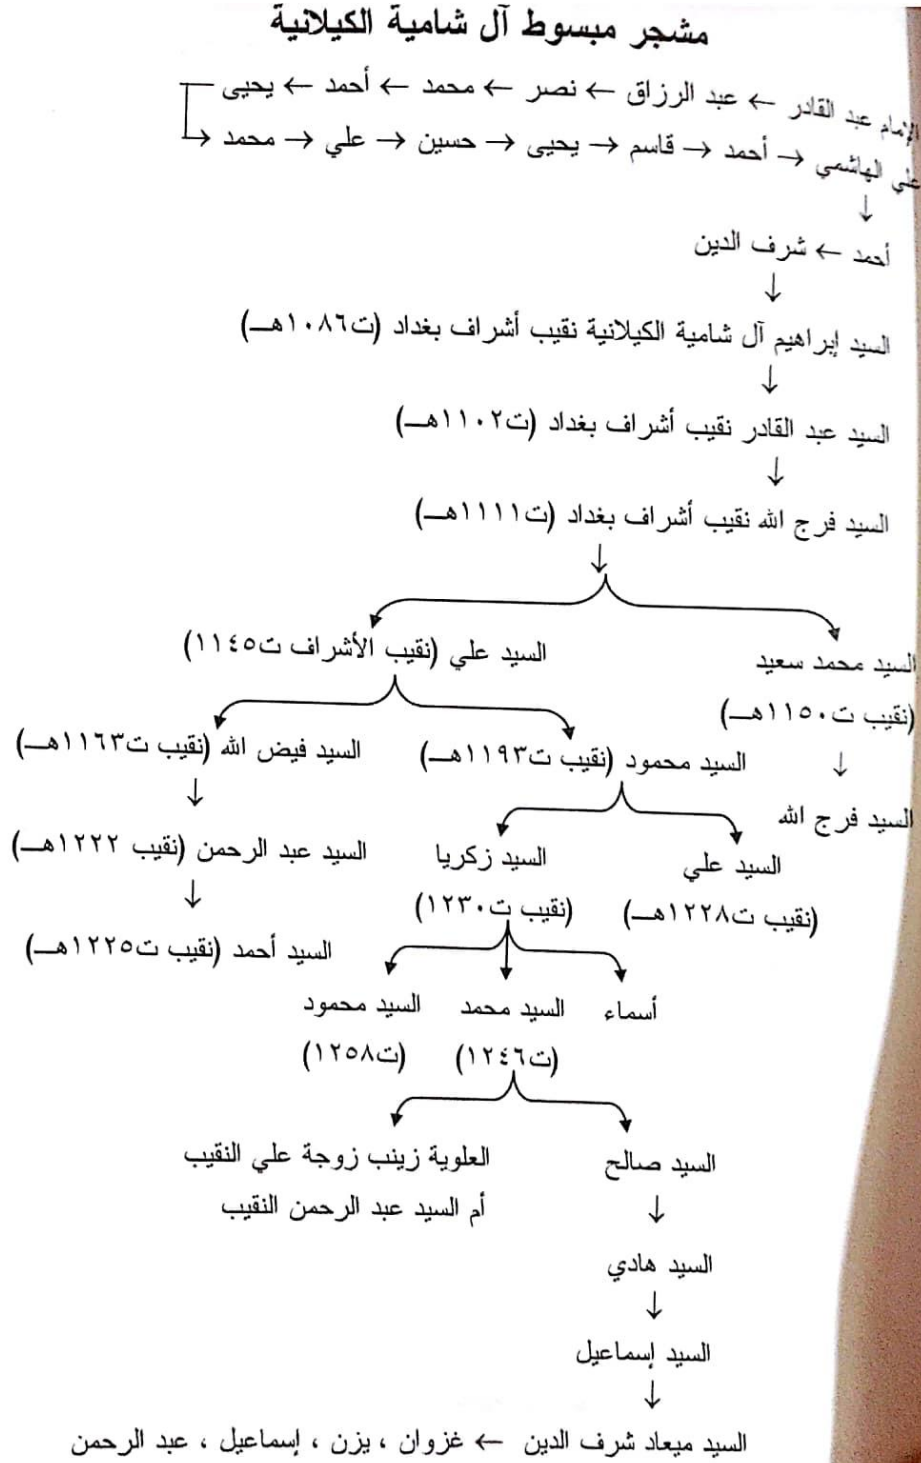 مشجر مبسوط آل شامية الكيلانية
الإمام عبد القادر ← عبد الرزاق ← نصر ← محمد ← أحمد ← يحيى
علي الهاشمي ← أحمد ← قاسم ← يحيى ← حسين ← علي ← محمد
↓
أحمد ← شرف الدين
↓
السيد إبراهيم آل شامية الكيلانية نقيب أشراف بغداد (ت١٠٨٦هـ)
↓
السيد عبد القادر نقيب أشراف بغداد (ت١١٠٢هـ)
↓
السيد فرج الله نقيب أشراف بغداد (ت١١١١هـ)
↓
السيد محمد سعيد
(نقيب ت١١٥٠هـ)
↓
السيد فرج الله
السيد علي (نقيب الأشراف ت١١٤٥)
السيد محمود (نقيب ت١١٩٣هـ)
السيد فيض الله (نقيب ت١١٦٣هـ)
↓
السيد عبد الرحمن (نقيب ١٢٢٢هـ)
↓
السيد أحمد (نقيب ت١٢٢٥هـ)
السيد علي
(نقيب ت١٢٢٨هـ)
السيد زكريا
(نقيب ت١٢٣٠)
أسماء
السيد محمد
(ت١٢٤٦)
السيد محمود
(ت١٢٥٨)
السيد صالح
العلوية زينب زوجة علي النقيب
أم السيد عبد الرحمن النقيب
↓
السيد هادي
↓
السيد إسماعيل
↓
السيد ميعاد شرف الدين ← غزوان ، يزن ، إسماعيل ، عبد الرحمن